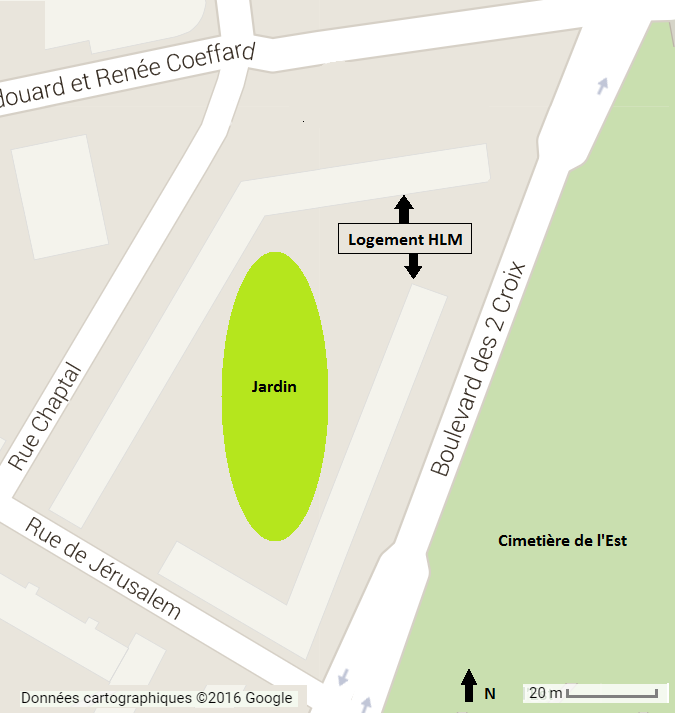 douard et Renée Coeffard
Logement HLM
Boulevard des 2 Croix
Jardin
Rue Chaptal
Rue de Jérusalem
Cimetière de l'Est
N
20 m
Données cartographiques ©2016 Google